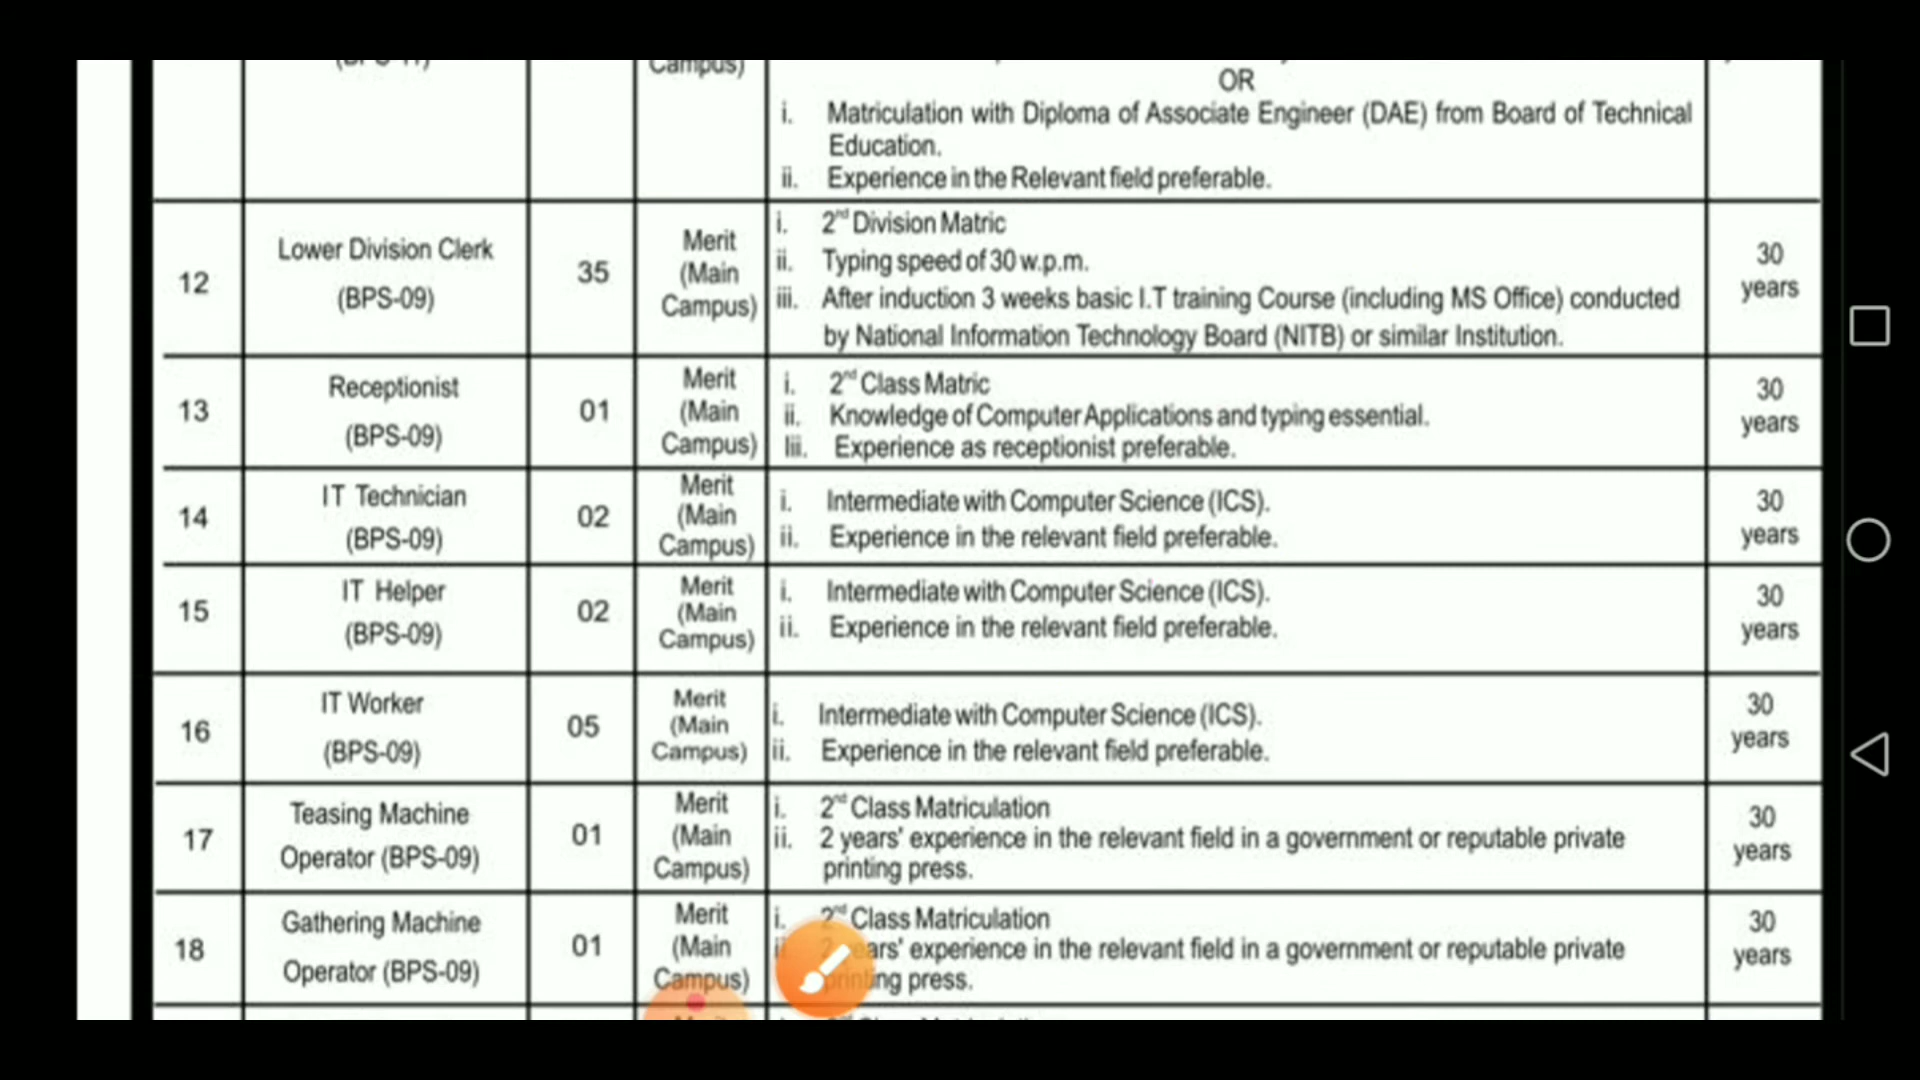 Campus)
OR
i. Matriculation with Diploma of Associate Engineer (DAE) from Board of Technical
Education.
ii. Experience in the Relevant field preferable.
12
Lower Division Clerk
(BPS-09)
35
Merit
(Main
Campus)
i. 2nd Division Matric
ii. Typing speed of 30 w.p.m.
iii. After induction 3 weeks basic I.T training Course (including MS Office) conducted
by National Information Technology Board (NITB) or similar Institution.
30
years
13
Receptionist
(BPS-09)
01
Merit
(Main
Campus)
i. 2nd Class Matric
ii. Knowledge of Computer Applications and typing essential.
Iii. Experience as receptionist preferable.
30
years
14
IT Technician
(BPS-09)
02
Merit
(Main
Campus)
i. Intermediate with Computer Science (ICS).
ii. Experience in the relevant field preferable.
30
years
15
IT Helper
(BPS-09)
02
Merit
(Main
Campus)
i. Intermediate with Computer Science (ICS).
ii. Experience in the relevant field preferable.
30
years
16
IT Worker
(BPS-09)
05
Merit
(Main
Campus)
i. Intermediate with Computer Science (ICS).
ii. Experience in the relevant field preferable.
30
years
17
Teasing Machine
Operator (BPS-09)
01
Merit
(Main
Campus)
i. 2nd Class Matriculation
ii. 2 years' experience in the relevant field in a government or reputable private
printing press.
30
years
18
Gathering Machine
Operator (BPS-09)
01
Merit
(Main
Campus)
i. 2nd Class Matriculation
experience in the relevant field in a government or reputable private
press.
30
years